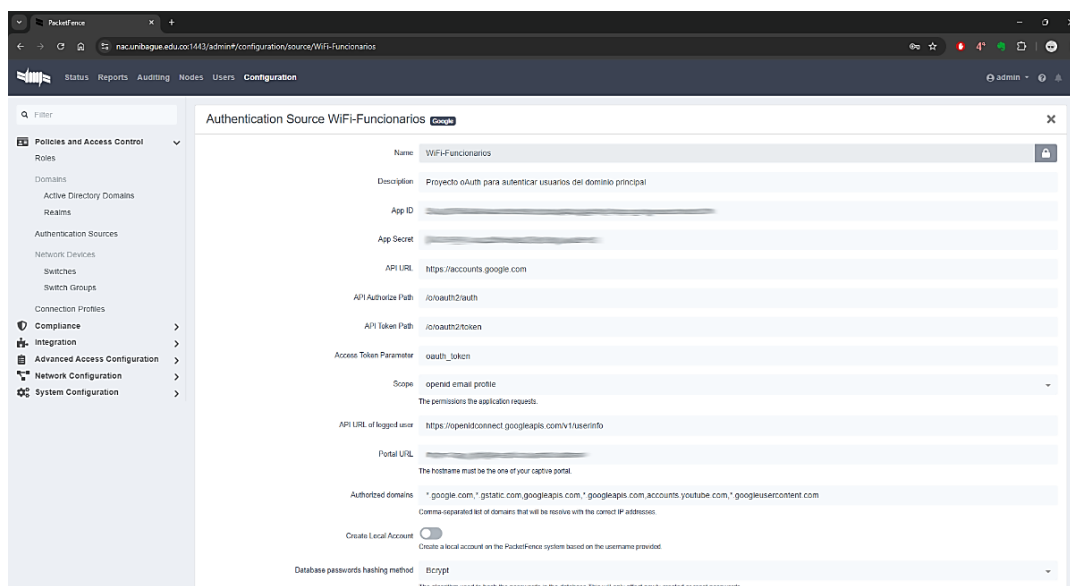 PacketFence
nac.unibague.edu.co:1443/admin#/configuration/source/WiFi-Funcionarios
4°
Status Reports Auditing Nodes Users Configuration
admin
Filter
Authentication Source WiFi-Funcionarios Google
Policies and Access Control
Roles
Domains
Active Directory Domains
Realms
Authentication Sources
Network Devices
Switches
Switch Groups
Connection Profiles
Compliance
Integration
Advanced Access Configuration
Network Configuration
System Configuration
Name WiFi-Funcionarios
Description Proyecto oAuth para autenticar usuarios del dominio principal
App ID
App Secret
API URL https://accounts.google.com
API Authorize Path /o/oauth2/auth
API Token Path /o/oauth2/token
Access Token Parameter oauth_token
Scope openid email profile
The permissions the application requests.
API URL of logged user https://openidconnect.googleapis.com/v1/userinfo
Portal URL
The hostname must be the one of your captive portal.
Authorized domains *.google.com,*.gstatic.com,googleapis.com,*.googleapis.com,accounts.youtube.com,*.googleusercontent.com
Comma-separated list of domains that will be resolve with the correct IP addresses.
Create Local Account
Create a local account on the PacketFence system based on the username provided.
Database passwords hashing method Bcrypt